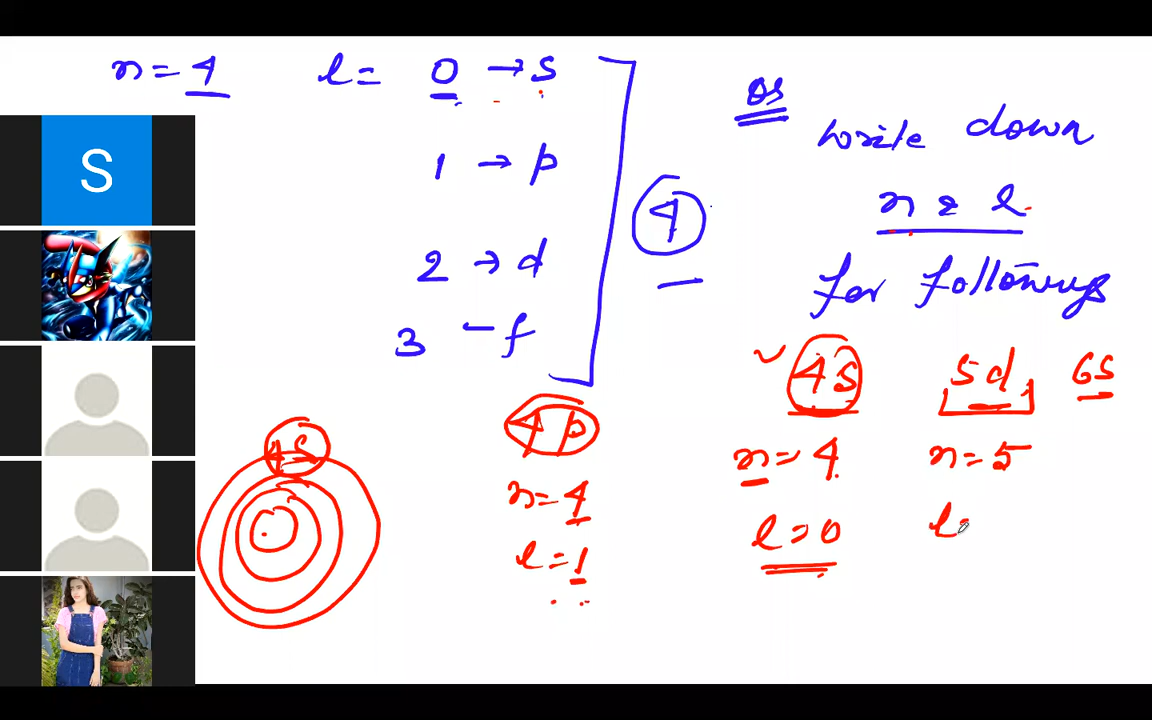 n = 4 l = 0 → s
1 → p
2 → d
3 – f
4
S
Qs write down
n & l
for followings
4s 5d 6s
n = 4 n = 5
l = 0 l =
4p
n = 4
l = 1
4s